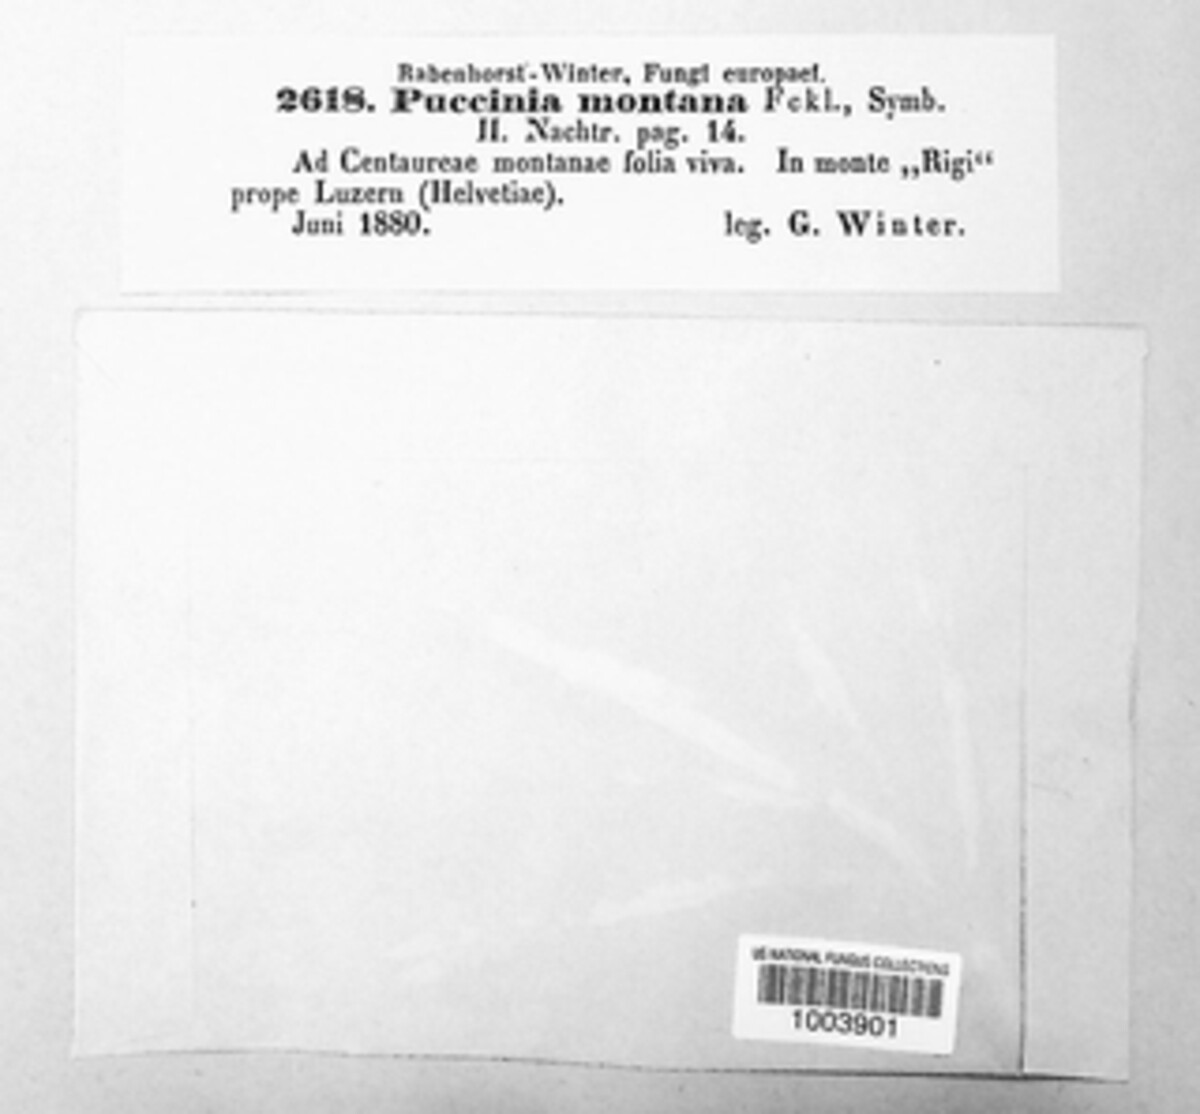 Rabenhorst-Winter, Fungi europaei.
2618. Puccinia montana Fckl., Symb.
II. Nachtr. pag. 14.
Ad Centaureae montanae folia viva. In monte „Rigi“
prope Luzern (Helvetiae).
Juni 1880. leg. G. Winter.
US NATIONAL FUNGUS COLLECTIONS
1003901